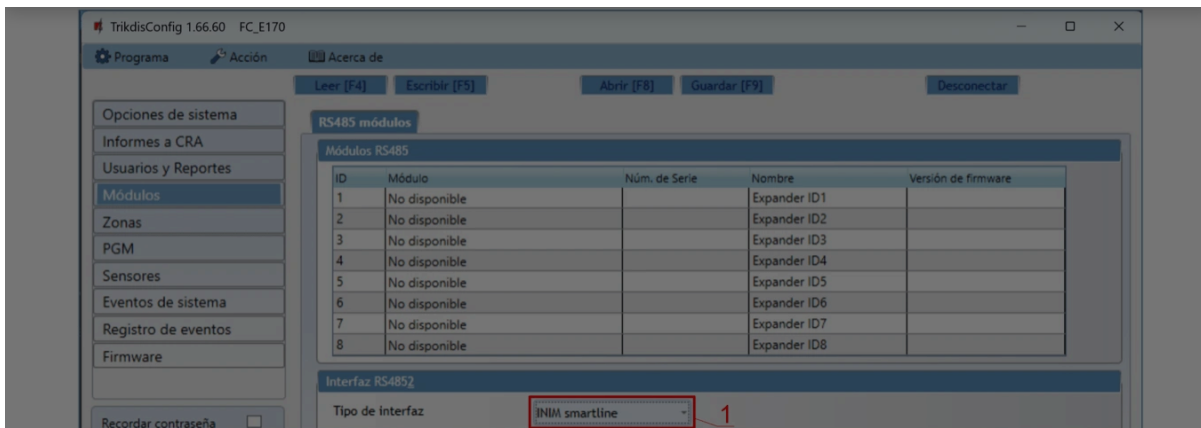 TrikdisConfig 1.66.60 FC_E170
Programa Acción Acerca de
Leer [F4] Escribir [F5] Abrir [F8] Guardar [F9] Desconectar
Opciones de sistema
Informes a CRA
Usuarios y Reportes
Módulos
Zonas
PGM
Sensores
Eventos de sistema
Registro de eventos
Firmware
Recordar contraseña
RS485 módulos
Módulos RS485
ID Módulo Núm. de Serie Nombre Versión de firmware
1 No disponible Expander ID1
2 No disponible Expander ID2
3 No disponible Expander ID3
4 No disponible Expander ID4
5 No disponible Expander ID5
6 No disponible Expander ID6
7 No disponible Expander ID7
8 No disponible Expander ID8
Interfaz RS4852
Tipo de interfaz INIM smartline 1